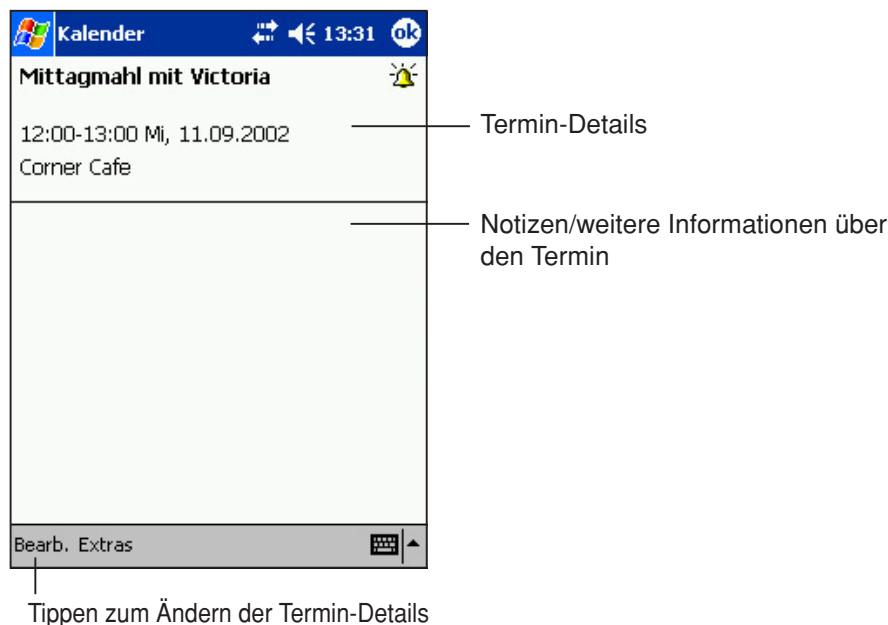 Kalender 13:31 ok
Mittagmahl mit Victoria
12:00-13:00 Mi, 11.09.2002
Corner Cafe
Termin-Details
Notizen/weitere Informationen über
den Termin
Bearb. Extras
Tippen zum Ändern der Termin-Details